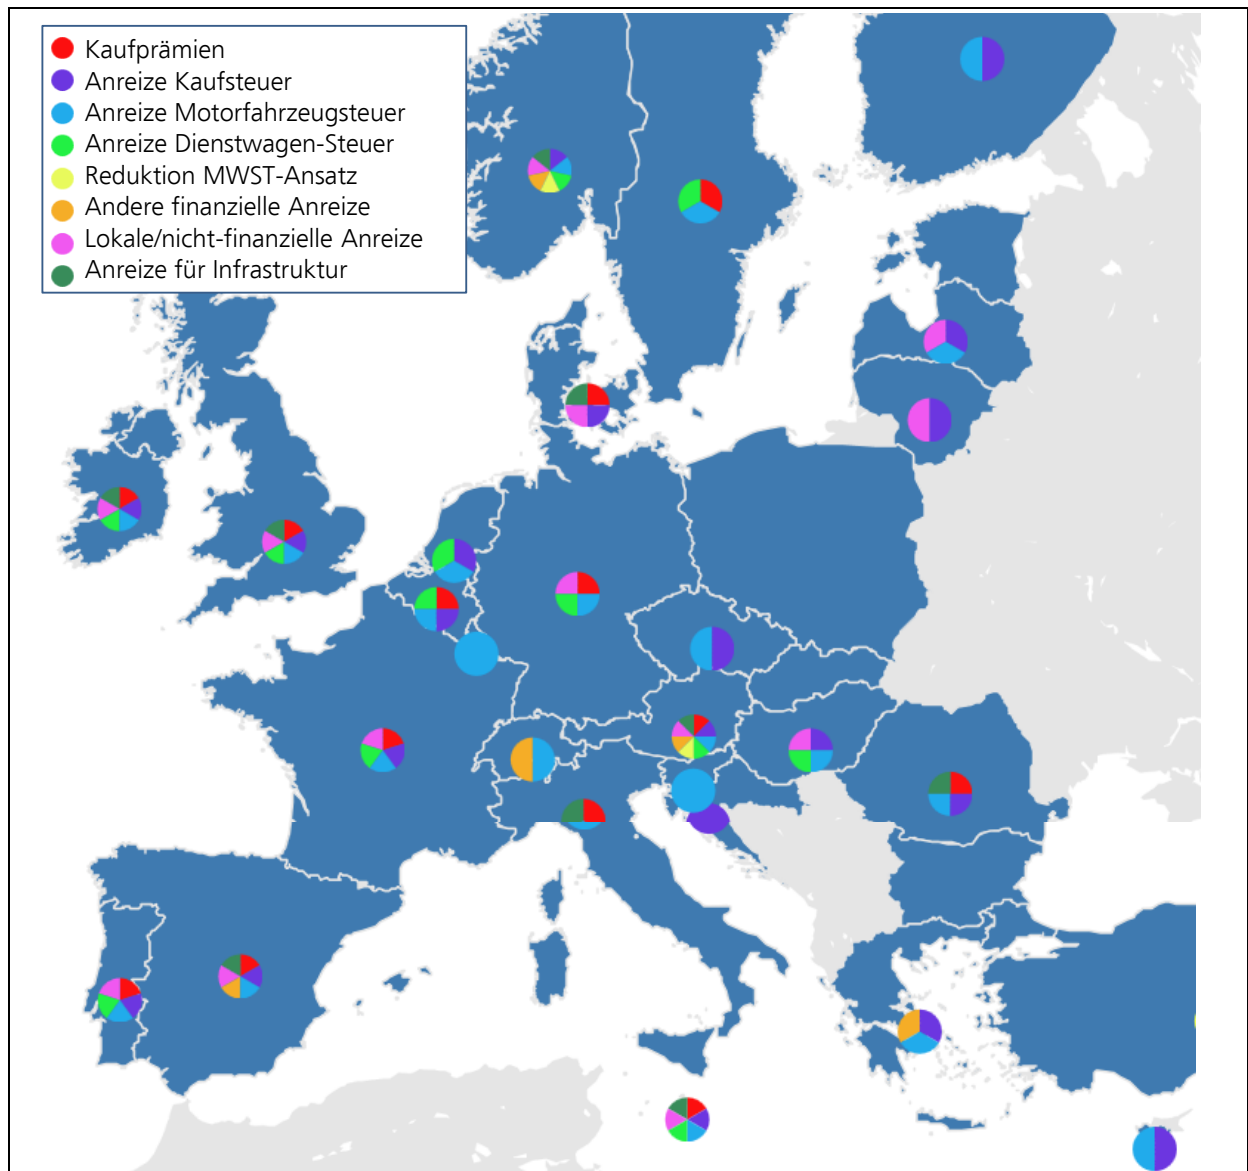 Kaufprämien
Anreize Kaufsteuer
Anreize Motorfahrzeugsteuer
Anreize Dienstwagen-Steuer
Reduktion MWST-Ansatz
Andere finanzielle Anreize
Lokale/nicht-finanzielle Anreize
Anreize für Infrastruktur